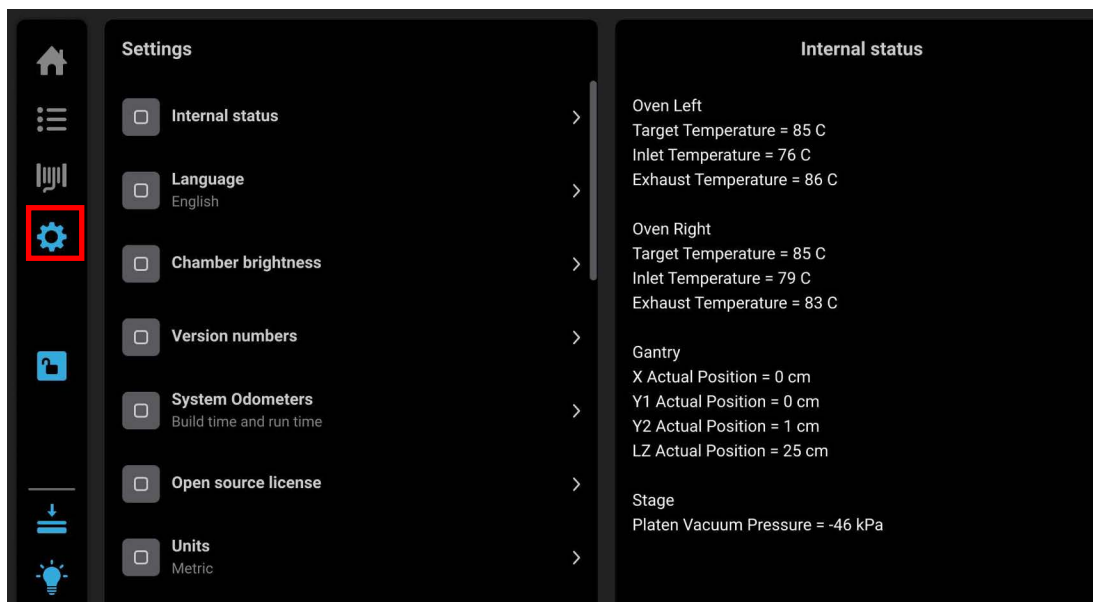 Settings
Internal status
Language
English
Chamber brightness
Version numbers
System Odometers
Build time and run time
Open source license
Units
Metric
Internal status
Oven Left
Target Temperature = 85 C
Inlet Temperature = 76 C
Exhaust Temperature = 86 C
Oven Right
Target Temperature = 85 C
Inlet Temperature = 79 C
Exhaust Temperature = 83 C
Gantry
X Actual Position = 0 cm
Y1 Actual Position = 0 cm
Y2 Actual Position = 1 cm
LZ Actual Position = 25 cm
Stage
Platen Vacuum Pressure = -46 kPa